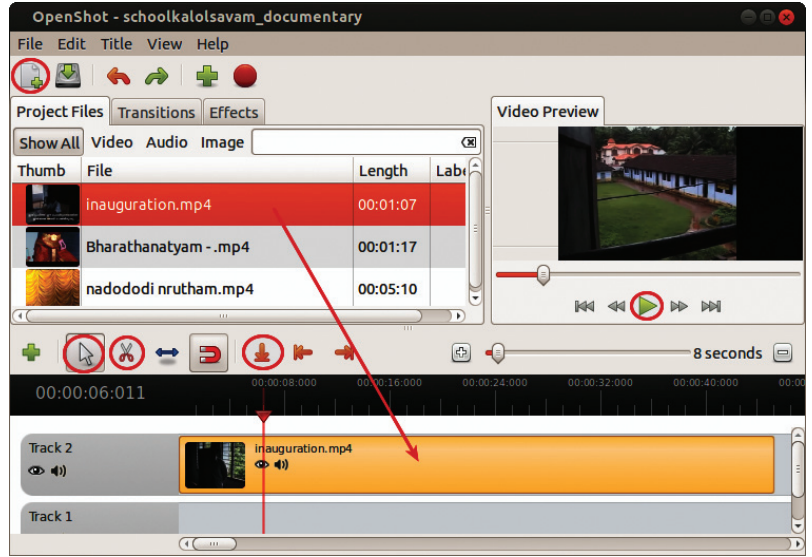 OpenShot - schoolkalolsavam_documentary
File Edit Title View Help
Project Files Transitions Effects
Video Preview
Show All Video Audio Image
Thumb File Length Labe
inauguration.mp4 00:01:07
Bharathanatyam -.mp4 00:01:17
nadododi nrutham.mp4 00:05:10
8 seconds
00:00:06:011
00:00:08:000 00:00:16:000 00:00:24:000 00:00:32:000 00:00:40:000 00:00
Track 2
inauguration.mp4
Track 1